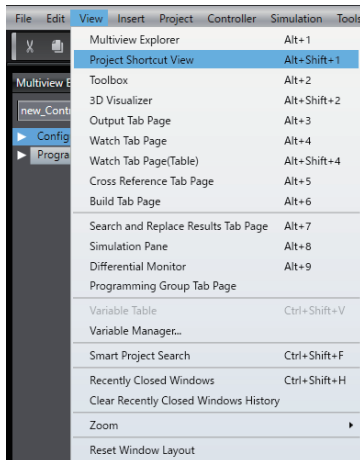 File Edit View Insert Project Controller Simulation Tools
Multiview Explorer Alt+1
Project Shortcut View Alt+Shift+1
Multiview E
Toolbox Alt+2
3D Visualizer Alt+Shift+2
new_Contr
Output Tab Page Alt+3
Config
Watch Tab Page Alt+4
Progra
Watch Tab Page(Table) Alt+Shift+4
Cross Reference Tab Page Alt+5
Build Tab Page Alt+6
Search and Replace Results Tab Page Alt+7
Simulation Pane Alt+8
Differential Monitor Alt+9
Programming Group Tab Page
Variable Table Ctrl+Shift+V
Variable Manager...
Smart Project Search Ctrl+Shift+F
Recently Closed Windows Ctrl+Shift+H
Clear Recently Closed Windows History
Zoom
Reset Window Layout